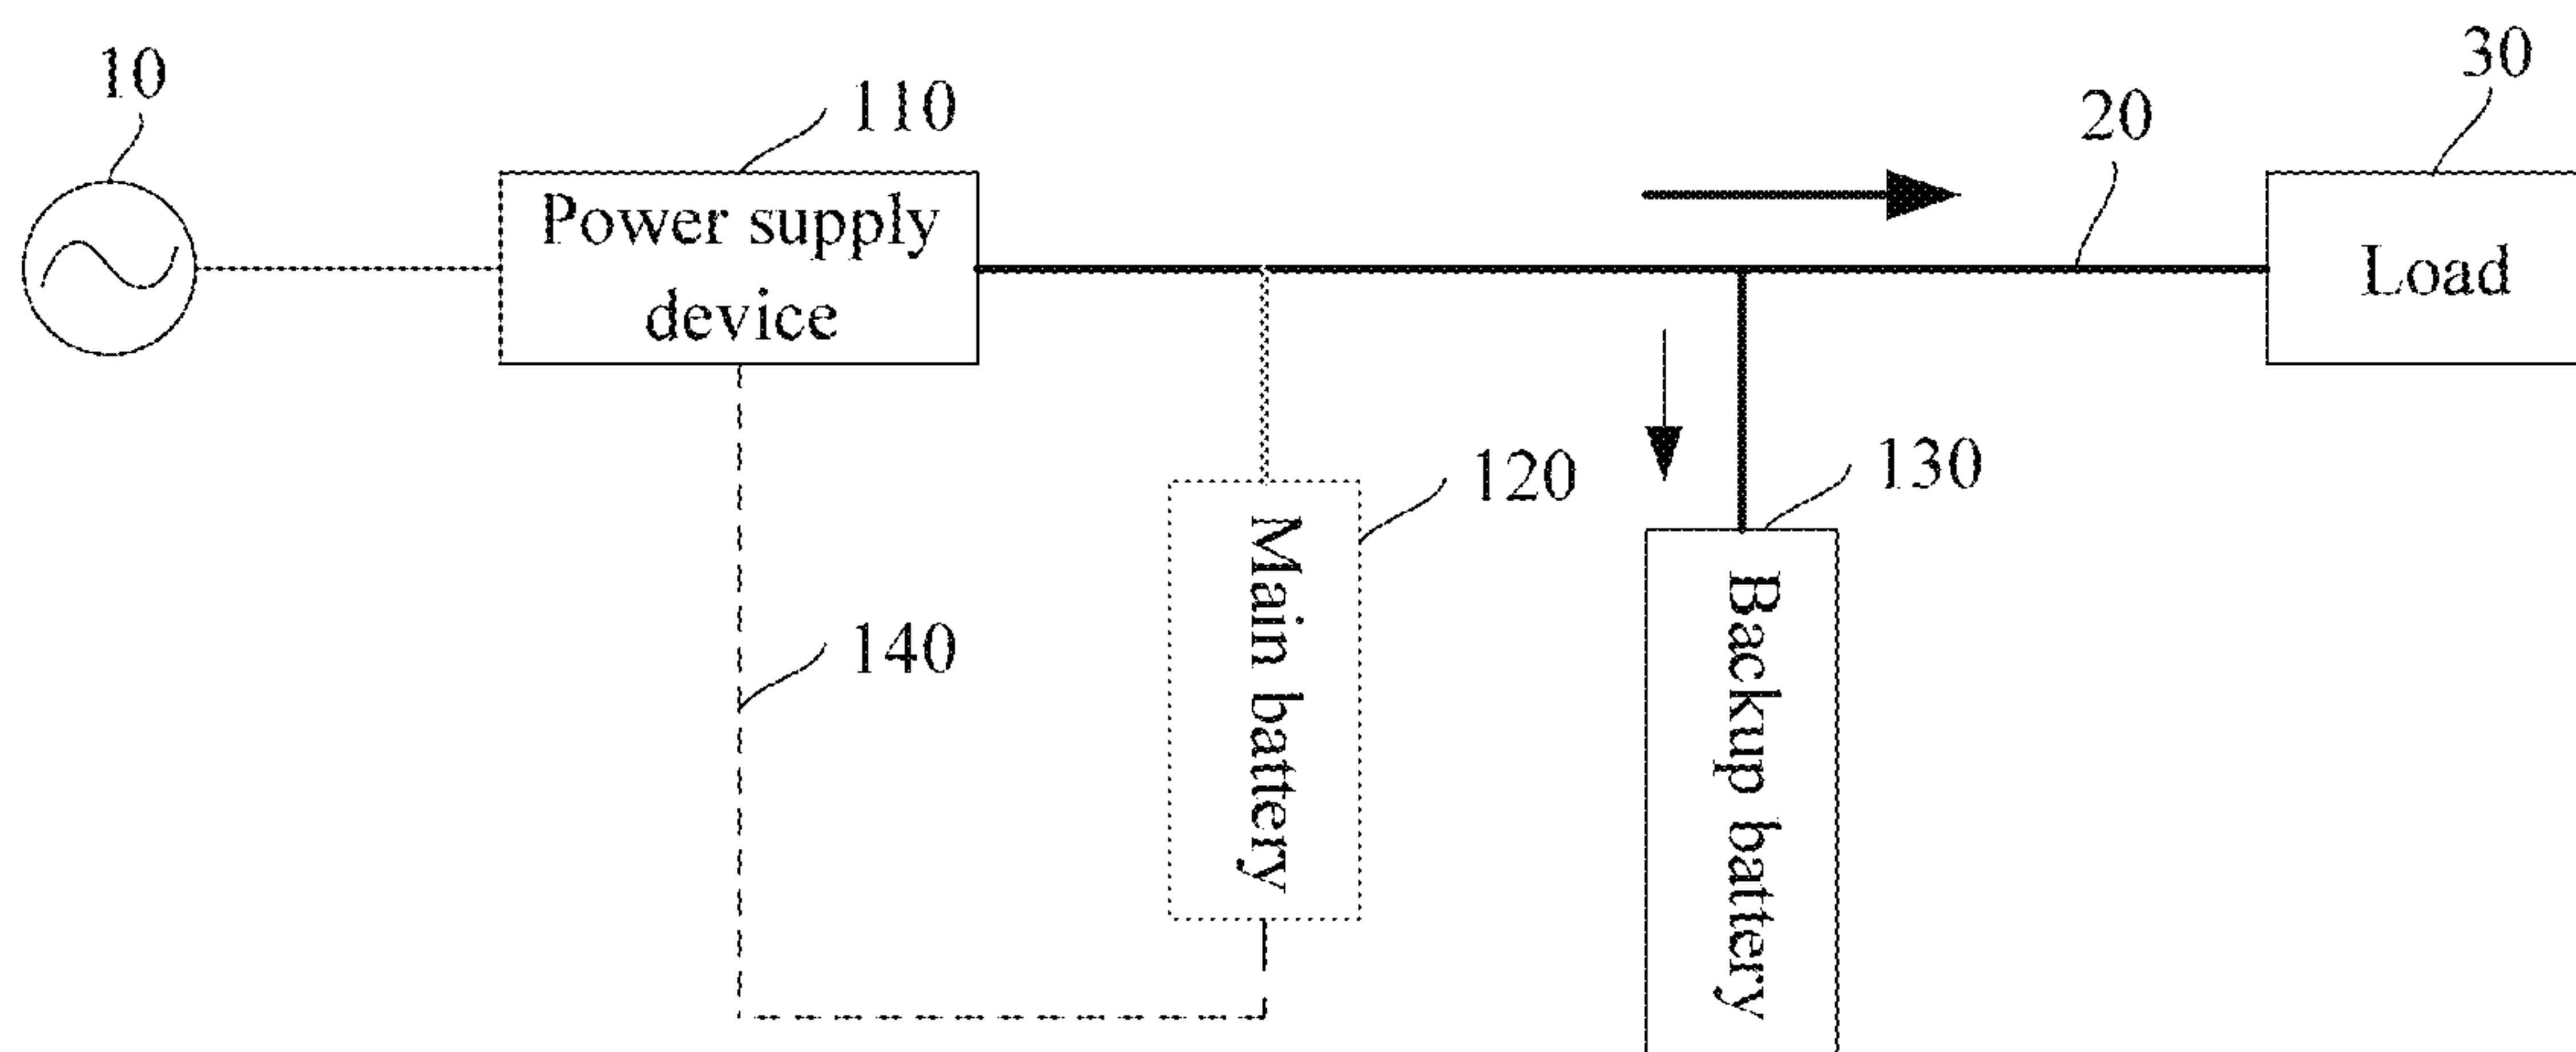 10
110
Power supply
device
20
30
Load
120
Main battery
130
Backup battery
140